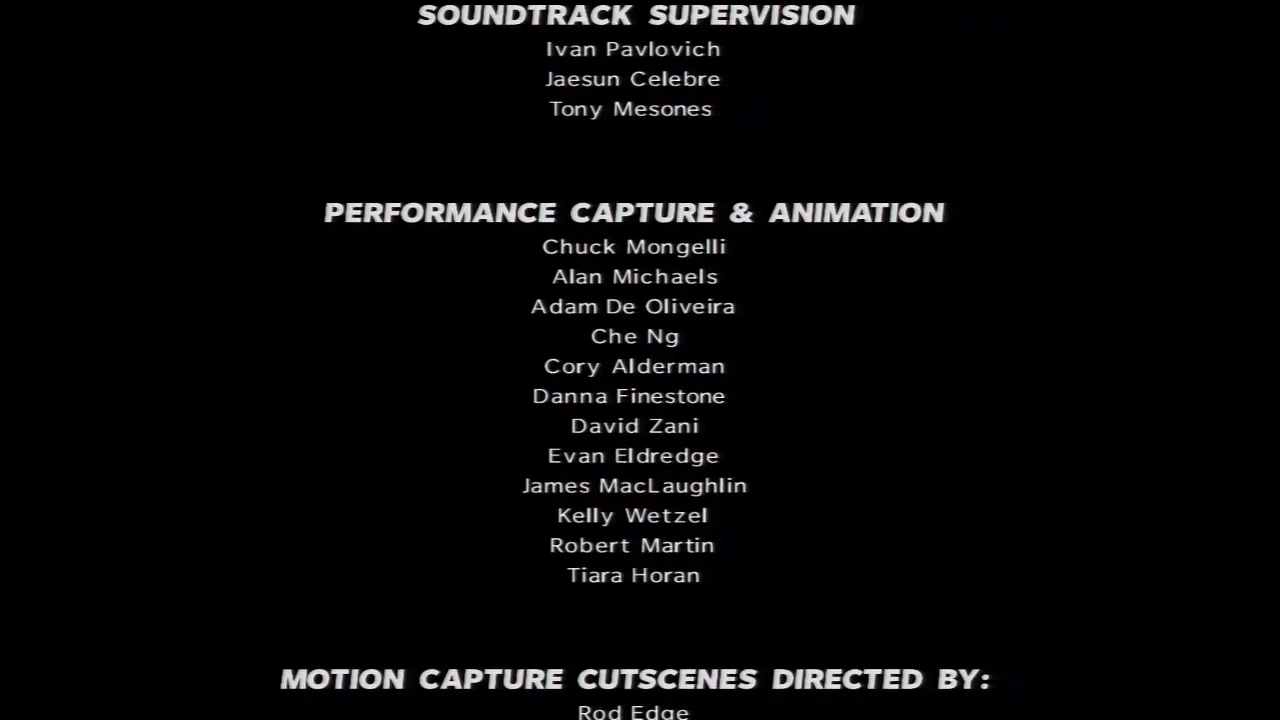 SOUNDTRACK SUPERVISION
Ivan Pavlovich
Jaesun Celebre
Tony Mesones
PERFORMANCE CAPTURE & ANIMATION
Chuck Mongelli
Alan Michaels
Adam De Oliveira
Che Ng
Cory Alderman
Danna Finestone
David Zani
Evan Eldredge
James MacLaughlin
Kelly Wetzel
Robert Martin
Tiara Horan
MOTION CAPTURE CUTSCENES DIRECTED BY:
Rod Edge